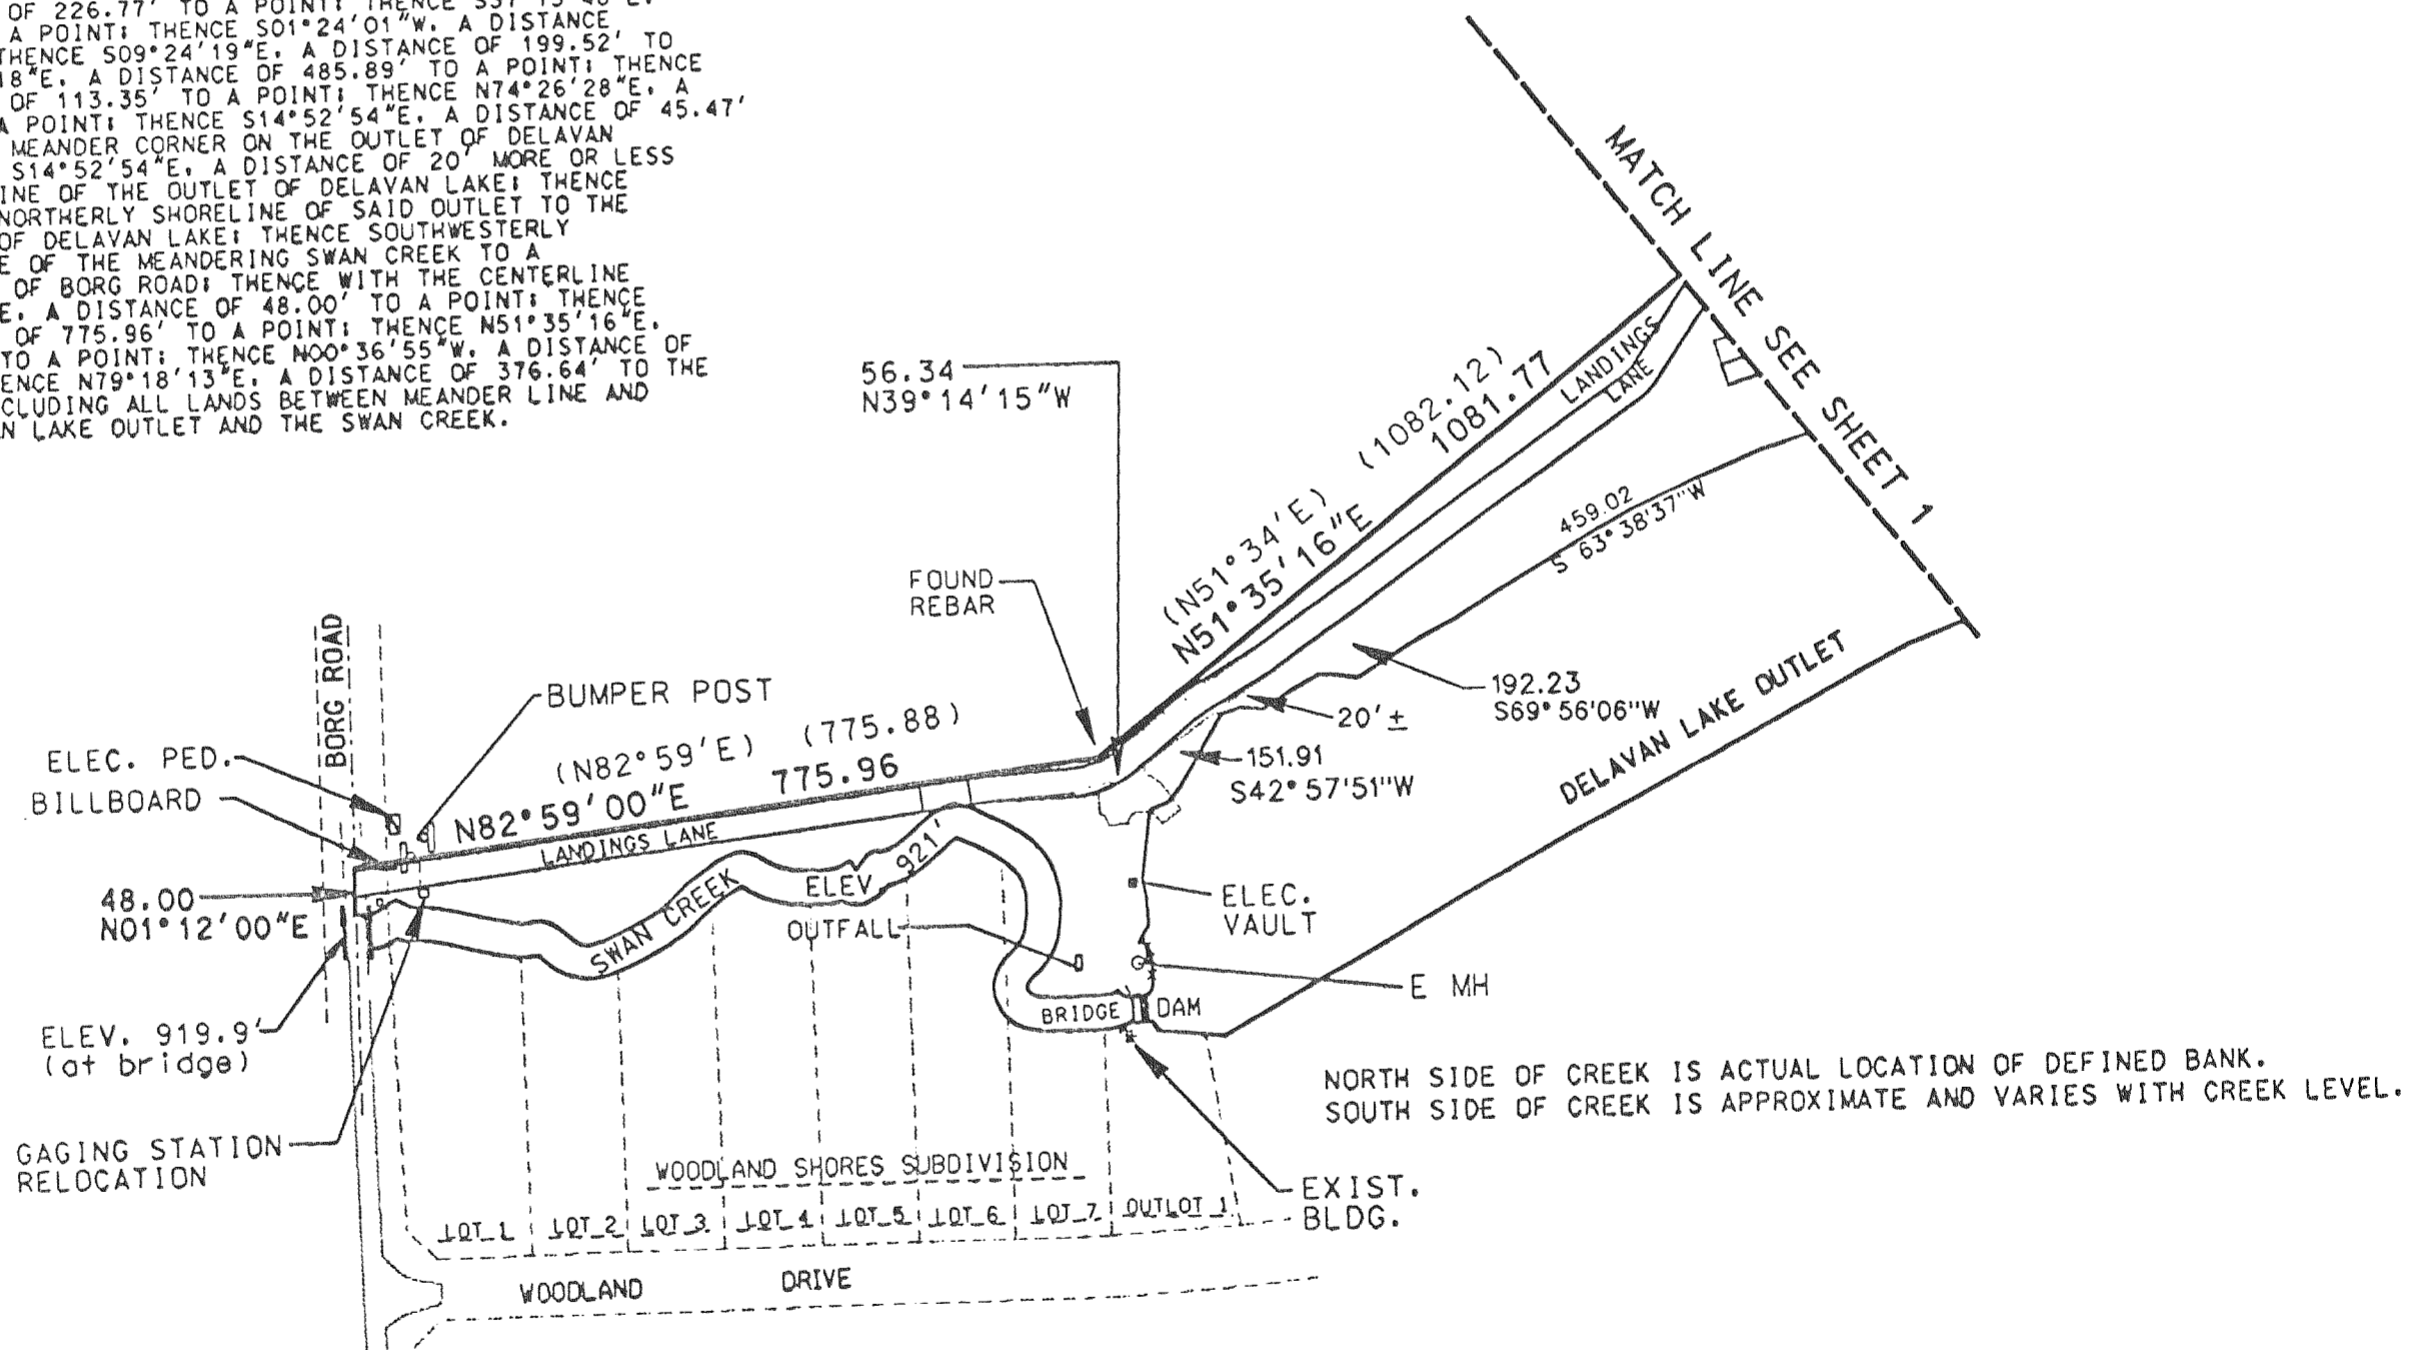 OF 226.77' TO A POINT; THENCE
A POINT; THENCE S01°24'01"W, A DISTANCE
THENCE S09°24'19"E, A DISTANCE OF 199.52' TO
18"E, A DISTANCE OF 485.89' TO A POINT; THENCE
OF 113.35' TO A POINT; THENCE N74°26'28"E, A
A POINT; THENCE S14°52'54"E, A DISTANCE OF 45.47'
MEANDER CORNER ON THE OUTLET OF DELAVAN
S14°52'54"E, A DISTANCE OF 20' MORE OR LESS
INE OF THE OUTLET OF DELAVAN LAKE; THENCE
NORTHERLY SHORELINE OF SAID OUTLET TO THE
OF DELAVAN LAKE; THENCE SOUTHWESTERLY
E OF THE MEANDERING SWAN CREEK TO A
OF BORG ROAD; THENCE WITH THE CENTERLINE
E, A DISTANCE OF 48.00' TO A POINT; THENCE
OF 775.96' TO A POINT; THENCE N51°35'16"E,
TO A POINT; THENCE N00°36'55"W, A DISTANCE OF
ENCE N79°18'13"E, A DISTANCE OF 376.64' TO THE
CLUDING ALL LANDS BETWEEN MEANDER LINE AND
N LAKE OUTLET AND THE SWAN CREEK.
MATCH LINE SEE SHEET 1
56.34
N39°14'15"W
(1082.12)
1081.77
LANDINGS
LANE
(N51°34'E)
N51°35'16"E
459.02
S 63°38'37"W
FOUND
REBAR
192.23
S69°56'06"W
20'±
151.91
S42°57'51"W
DELAVAN LAKE OUTLET
BORG ROAD
BUMPER POST
ELEC. PED.
BILLBOARD
(N82°59'E) (775.88)
N82°59'00"E 775.96
LANDINGS LANE
48.00
N01°12'00"E
SWAN CREEK
ELEV 921'
OUTFALL
ELEC.
VAULT
E MH
BRIDGE
DAM
ELEV. 919.9'
(at bridge)
GAGING STATION
RELOCATION
NORTH SIDE OF CREEK IS ACTUAL LOCATION OF DEFINED BANK.
SOUTH SIDE OF CREEK IS APPROXIMATE AND VARIES WITH CREEK LEVEL.
WOODLAND SHORES SUBDIVISION
EXIST.
BLDG.
LOT 1 LOT 2 LOT 3 LOT 4 LOT 5 LOT 6 LOT 7 OUTLOT 1
WOODLAND DRIVE